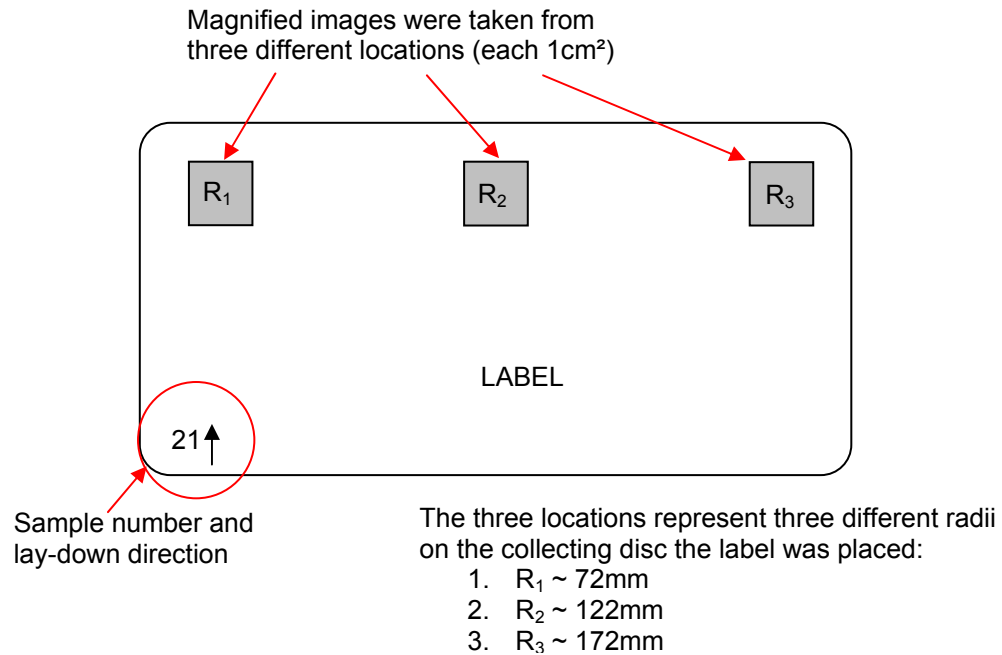 Magnified images were taken from
three different locations (each 1cm²)
R₁
R₂
R₃
LABEL
21
Sample number and
lay-down direction
The three locations represent three different radii
on the collecting disc the label was placed:
1. R₁ ~ 72mm
2. R₂ ~ 122mm
3. R₃ ~ 172mm